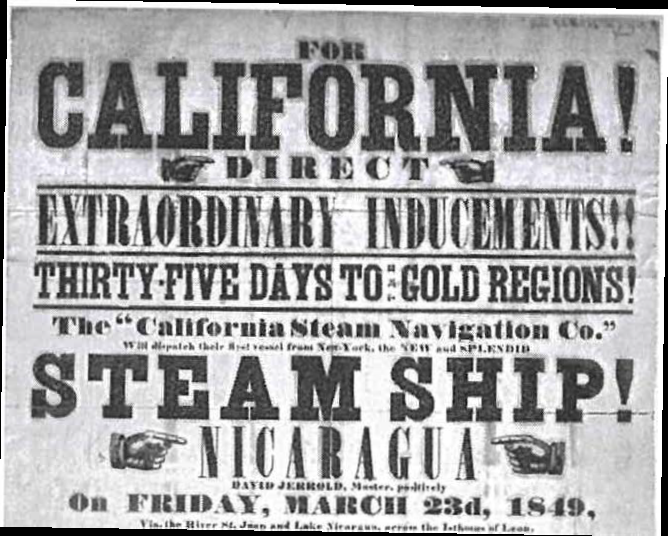 FOR
CALIFORNIA!
DIRECT
EXTRAORDINARY INDUCEMENTS!!
THIRTY-FIVE DAYS TO THE GOLD REGIONS!
The "California Steam Navigation Co."
Will dispatch their first vessel from New-York, the NEW and SPLENDID
STEAM SHIP!
NICARAGUA
DAVID JERROLD, Master, positively
On FRIDAY, MARCH 23d, 1849,
Via. the River St. Juan and Lake Nicaragua, across the Isthmus of Leon,